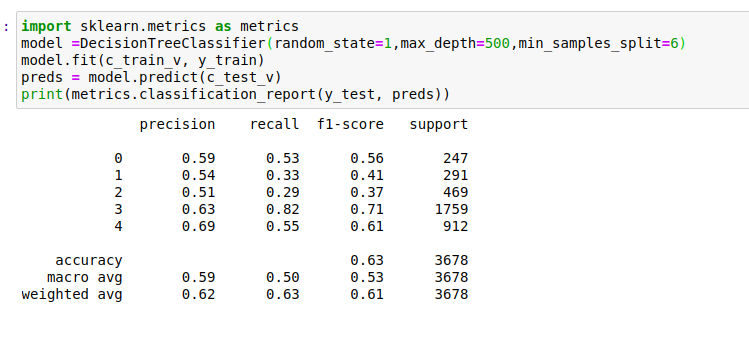 :
import sklearn.metrics as metrics
model =DecisionTreeClassifier(random_state=1,max_depth=500,min_samples_split=6)
model.fit(c_train_v, y_train)
preds = model.predict(c_test_v)
print(metrics.classification_report(y_test, preds))
precision recall f1-score support
0 0.59 0.53 0.56 247
1 0.54 0.33 0.41 291
2 0.51 0.29 0.37 469
3 0.63 0.82 0.71 1759
4 0.69 0.55 0.61 912
accuracy 0.63 3678
macro avg 0.59 0.50 0.53 3678
weighted avg 0.62 0.63 0.61 3678